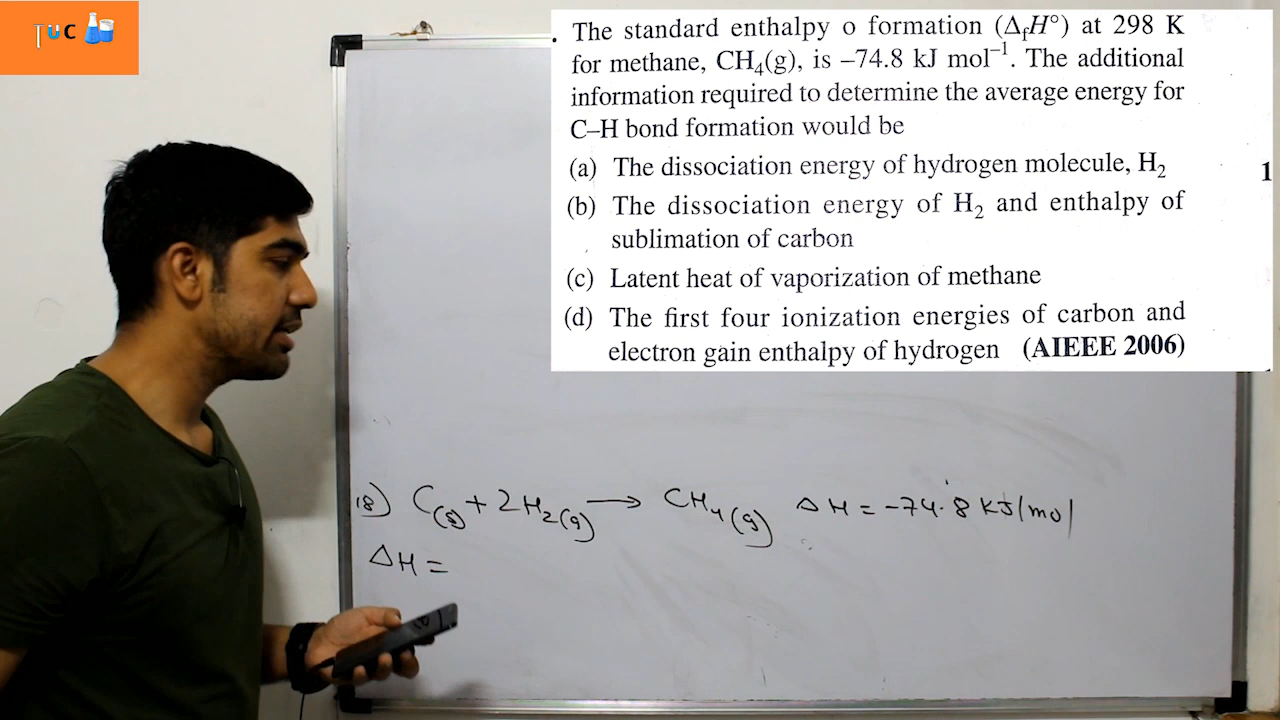 TUC
. The standard enthalpy o formation (ΔfH°) at 298 K
for methane, CH₄(g), is –74.8 kJ mol⁻¹. The additional
information required to determine the average energy for
C–H bond formation would be
(a) The dissociation energy of hydrogen molecule, H₂
1
(b) The dissociation energy of H₂ and enthalpy of
sublimation of carbon
(c) Latent heat of vaporization of methane
(d) The first four ionization energies of carbon and
electron gain enthalpy of hydrogen (AIEEE 2006)
18) C(s) + 2H₂(g) ⟶ CH₄(g) ΔH = -74.8 KJ/mol
ΔH =